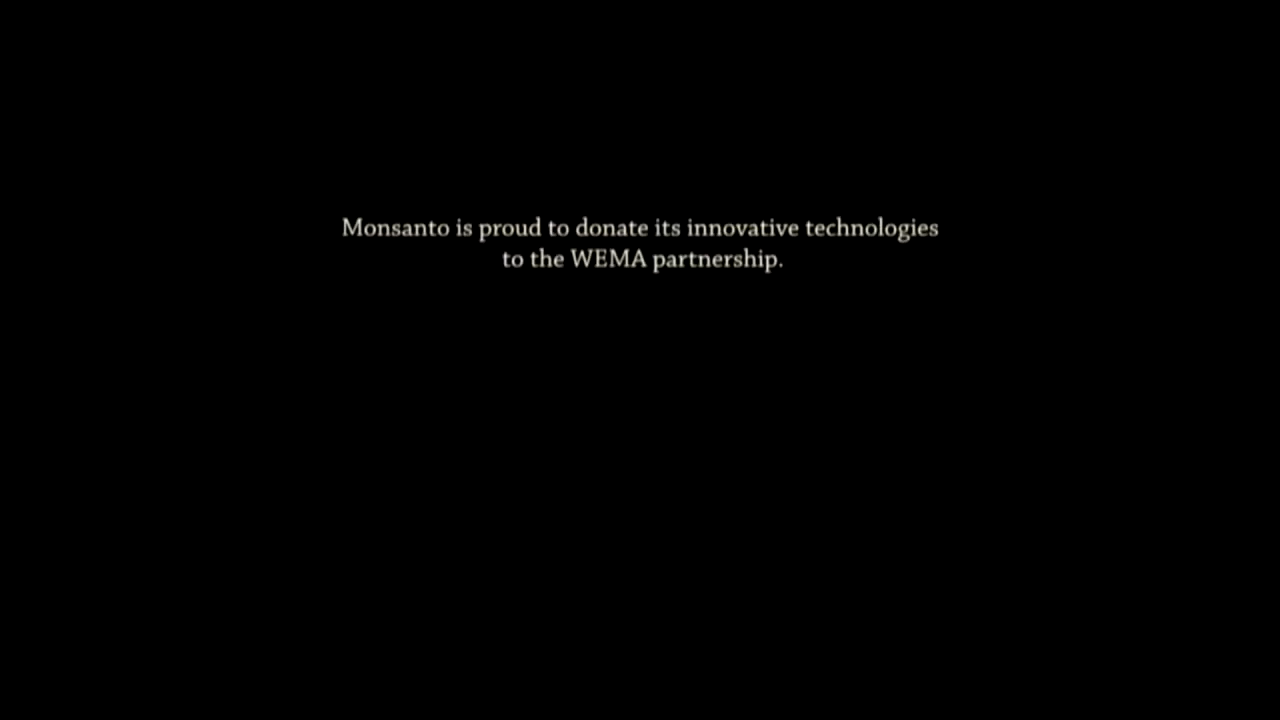 Monsanto is proud to donate its innovative technologies
to the WEMA partnership.